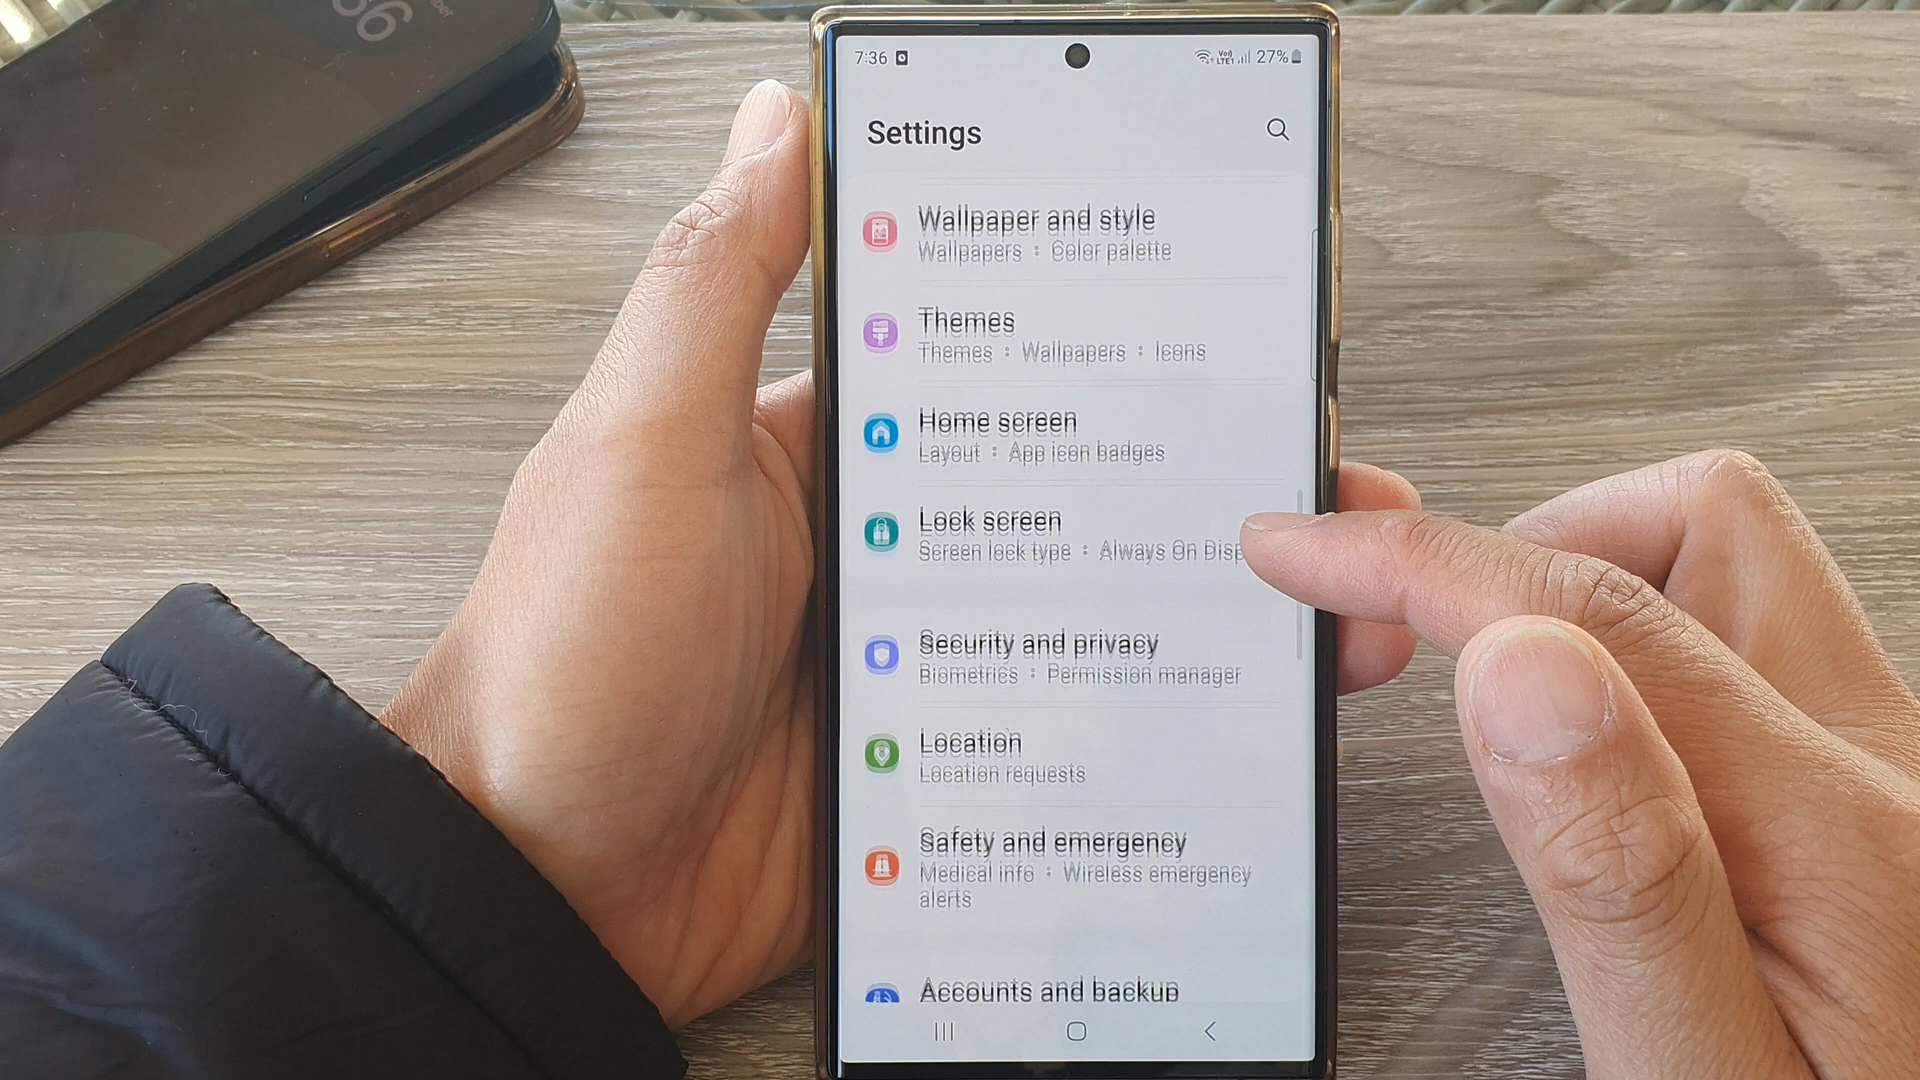 7:36
27%
Settings
Wallpaper and style
Wallpapers • Color palette
Themes
Themes • Wallpapers • Icons
Home screen
Layout • App icon badges
Lock screen
Screen lock type • Always On Disp
Security and privacy
Biometrics • Permission manager
Location
Location requests
Safety and emergency
Medical info • Wireless emergency
alerts
Accounts and backup